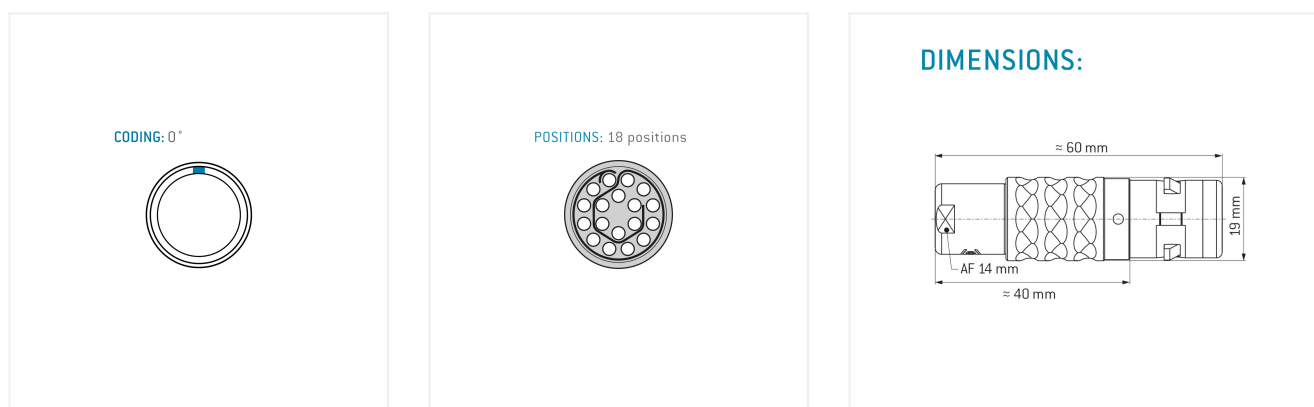 CODING: 0°
POSITIONS: 18 positions
DIMENSIONS:
≈ 60 mm
19 mm
AF 14 mm
≈ 40 mm